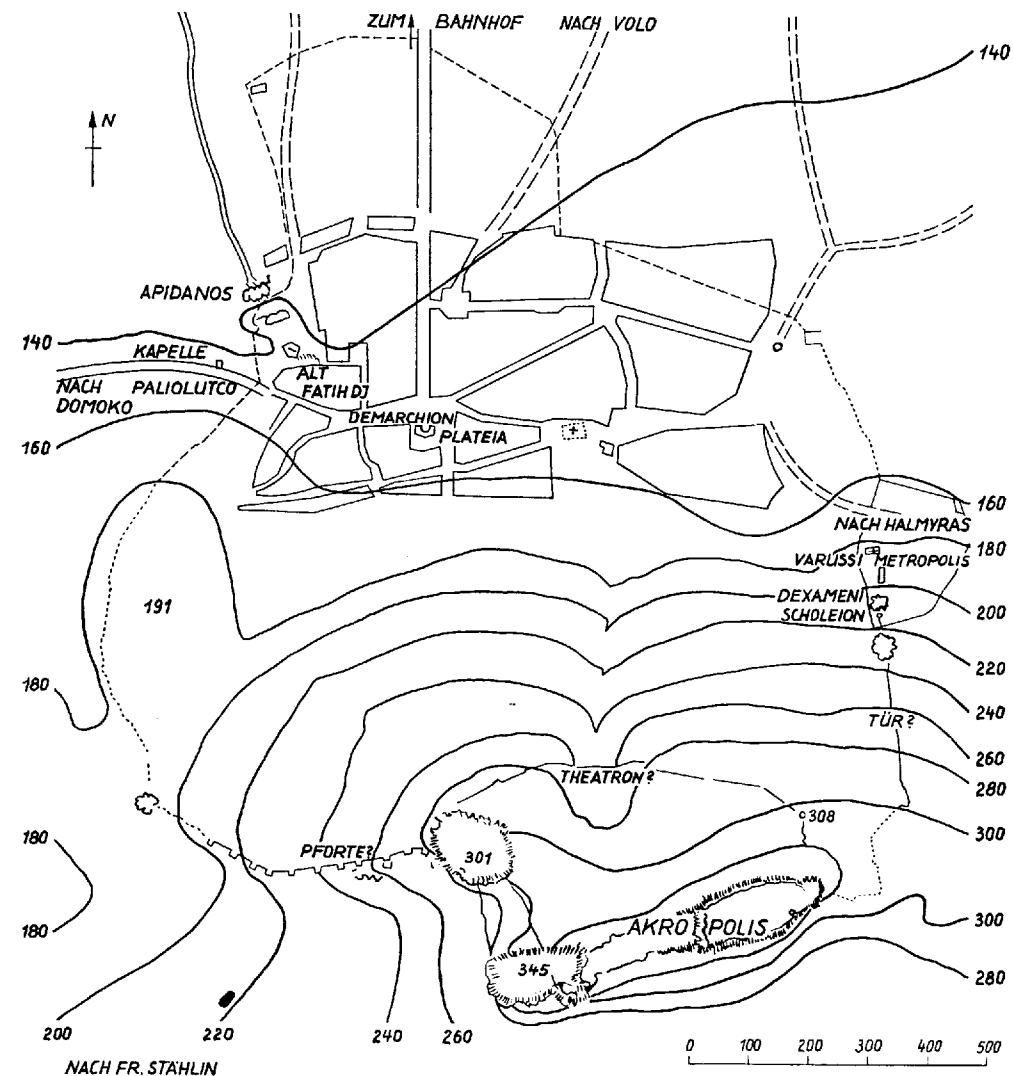 ZUM BAHNHOF NACH VOLO
140
N
APIDANOS
140
KAPELLE
ALT
FATIH DJ
NACH PALIOLUTCO
DOMOKO
DEMARCHION
PLATEIA
160
160
NACH HALMYRAS
180
VARUSSI METROPOLIS
DEXAMENI
SCHOLEION
200
191
220
180
240
TÜR?
260
THEATRON?
280
308
300
180
PFORTE?
301
300
AKROPOLIS
180
345
280
200
220
240
260
0 100 200 300 400 500
NACH FR. STÄHLIN